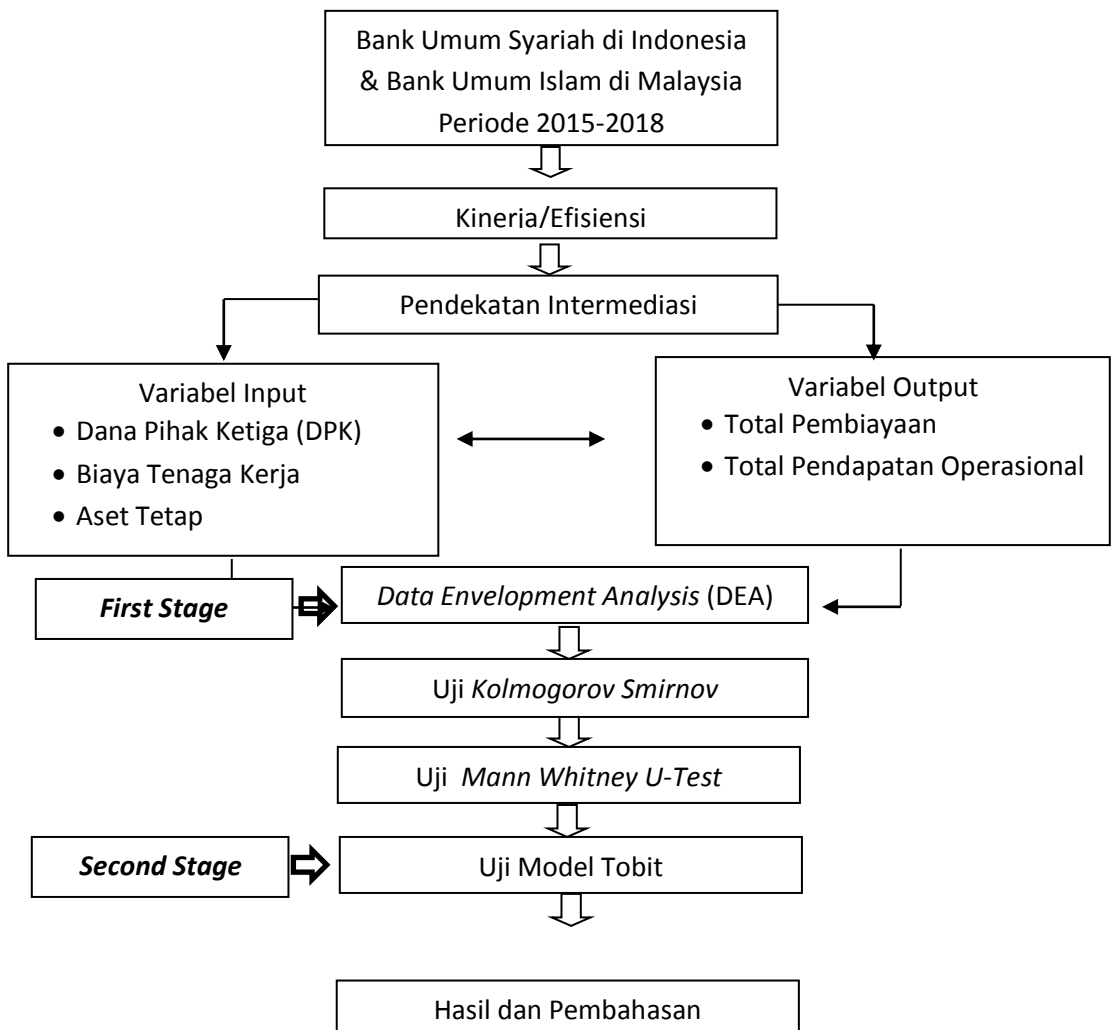 Bank Umum Syariah di Indonesia
& Bank Umum Islam di Malaysia
Periode 2015-2018
Kinerja/Efisiensi
Pendekatan Intermediasi
Variabel Input
• Dana Pihak Ketiga (DPK)
• Biaya Tenaga Kerja
• Aset Tetap
Variabel Output
• Total Pembiayaan
• Total Pendapatan Operasional
First Stage
Data Envelopment Analysis (DEA)
Uji Kolmogorov Smirnov
Uji Mann Whitney U-Test
Second Stage
Uji Model Tobit
Hasil dan Pembahasan